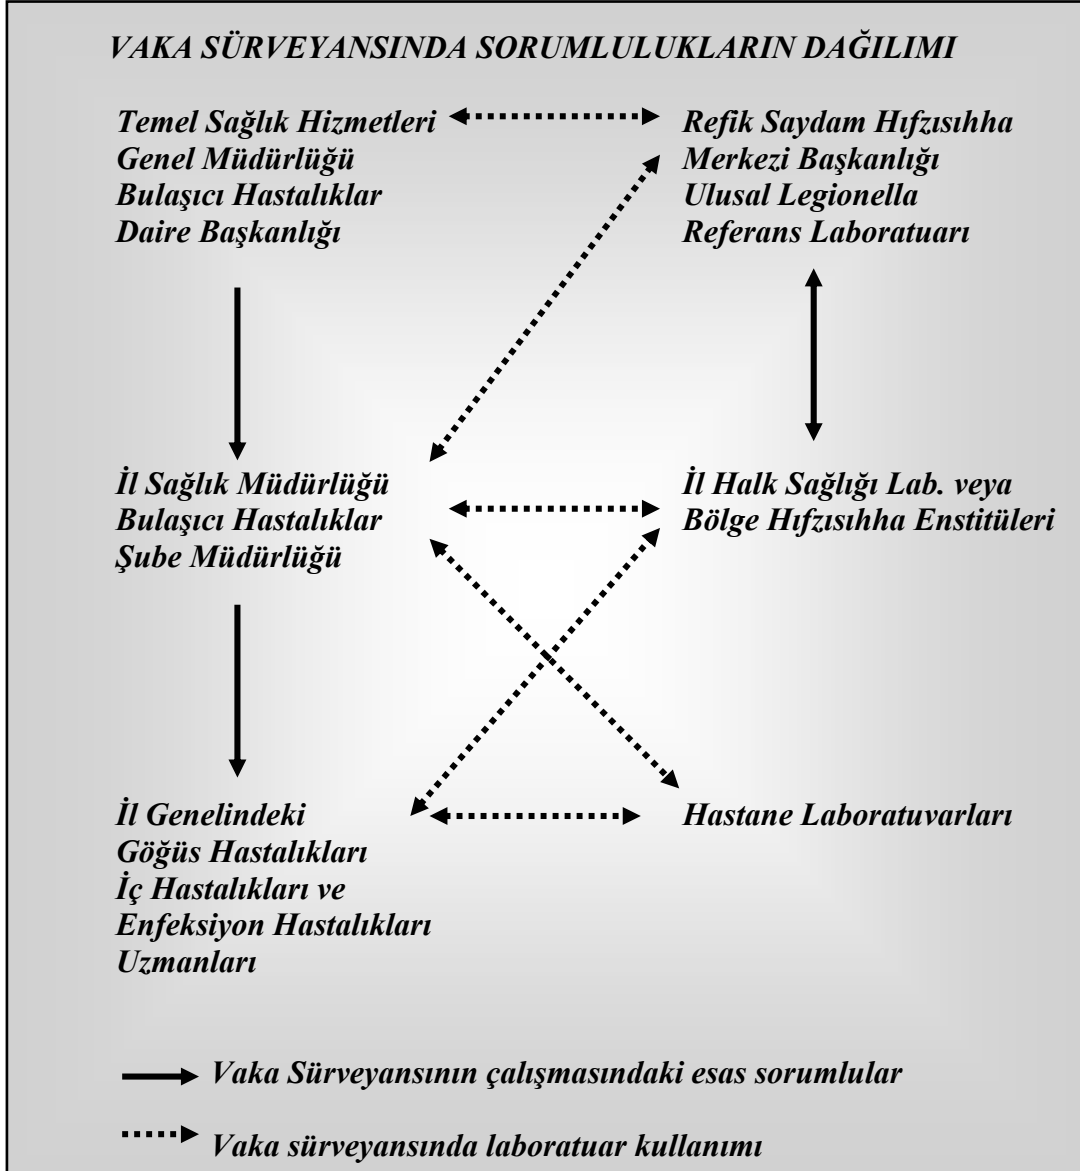 VAKA SÜRVEYANSINDA SORUMLULUKLARIN DAĞILIMI
Temel Sağlık Hizmetleri
Genel Müdürlüğü
Bulaşıcı Hastalıklar
Daire Başkanlığı
Refik Saydam Hıfzısıhha
Merkezi Başkanlığı
Ulusal Legionella
Referans Laboratuarı
İl Sağlık Müdürlüğü
Bulaşıcı Hastalıklar
Şube Müdürlüğü
İl Halk Sağlığı Lab. veya
Bölge Hıfzısıhha Enstitüleri
İl Genelindeki
Göğüs Hastalıkları
İç Hastalıkları ve
Enfeksiyon Hastalıkları
Uzmanları
Hastane Laboratuvarları
Vaka Sürveyansının çalışmasındaki esas sorumlular
Vaka sürveyansında laboratuar kullanımı